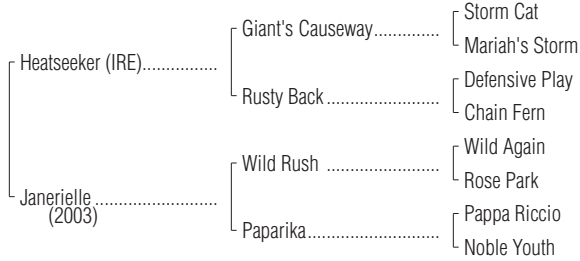 Storm Cat
Giant's Causeway..............
Mariah's Storm
Heatseeker (IRE)................
Defensive Play
Rusty Back ........................
Chain Fern
Wild Again
Wild Rush ........................
Rose Park
Janerielle ..........................
(2003)
Pappa Riccio
Paparika............................
Noble Youth